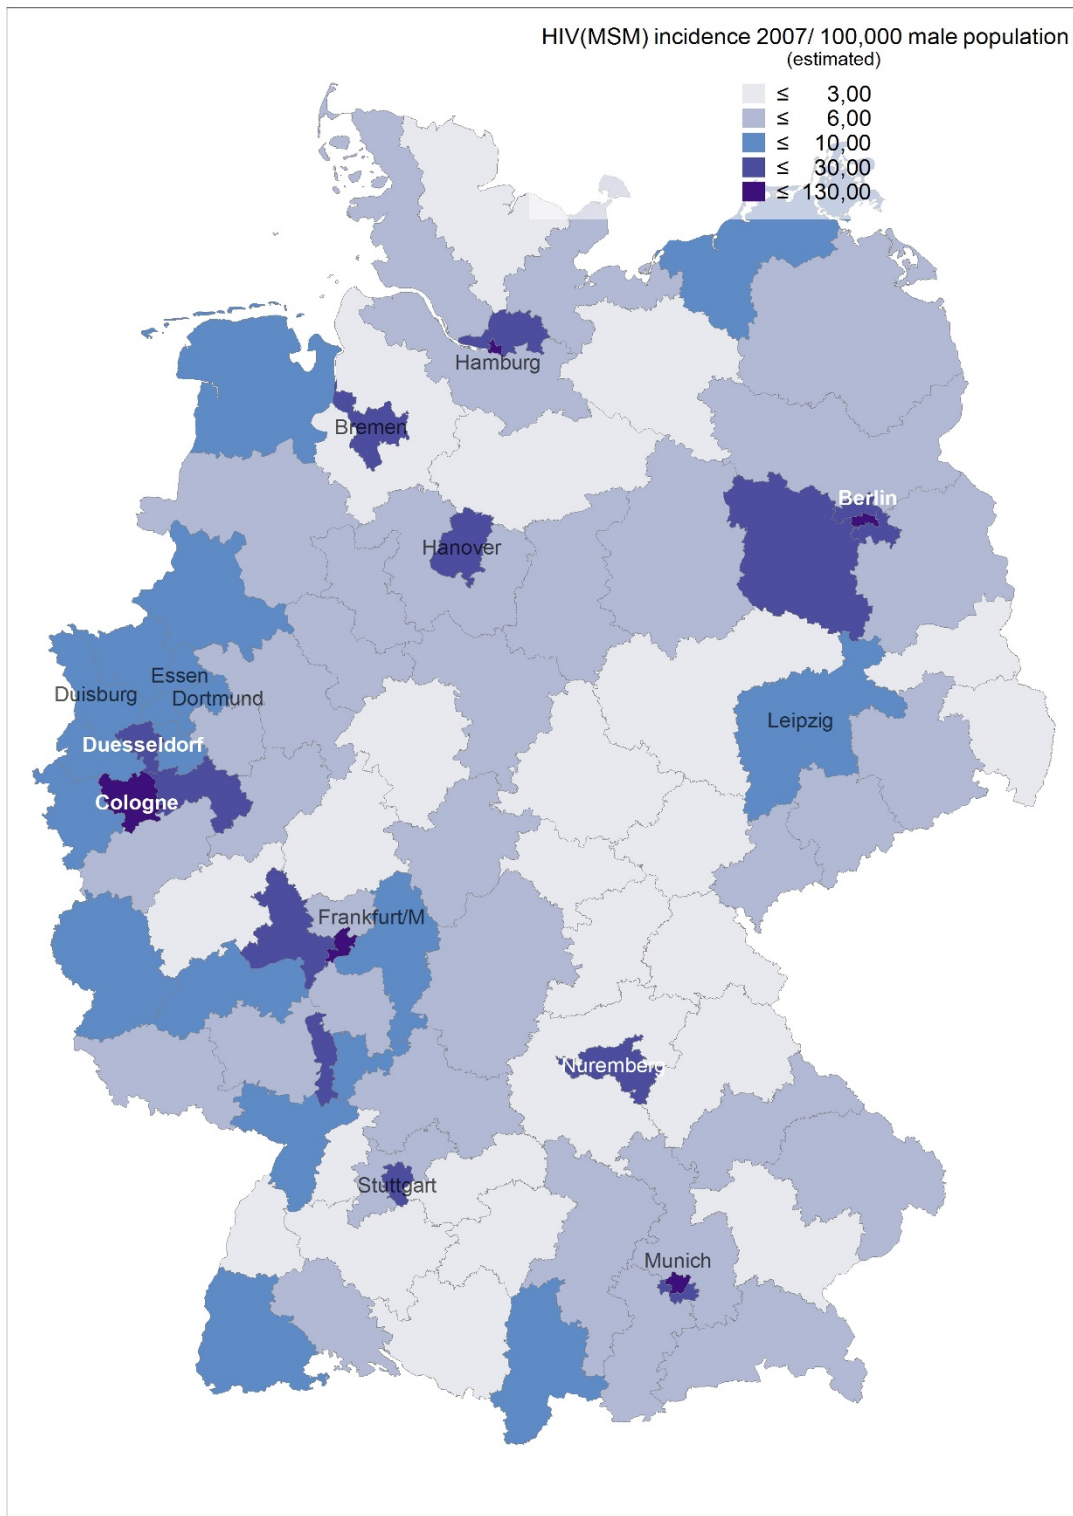 HIV(MSM) incidence 2007/ 100,000 male population
(estimated)
≤ 3,00
≤ 6,00
≤ 10,00
≤ 30,00
≤ 130,00
Hamburg
Bremen
Berlin
Hanover
Essen
Duisburg
Dortmund
Leipzig
Duesseldorf
Cologne
Frankfurt/M
Nuremberg
Stuttgart
Munich